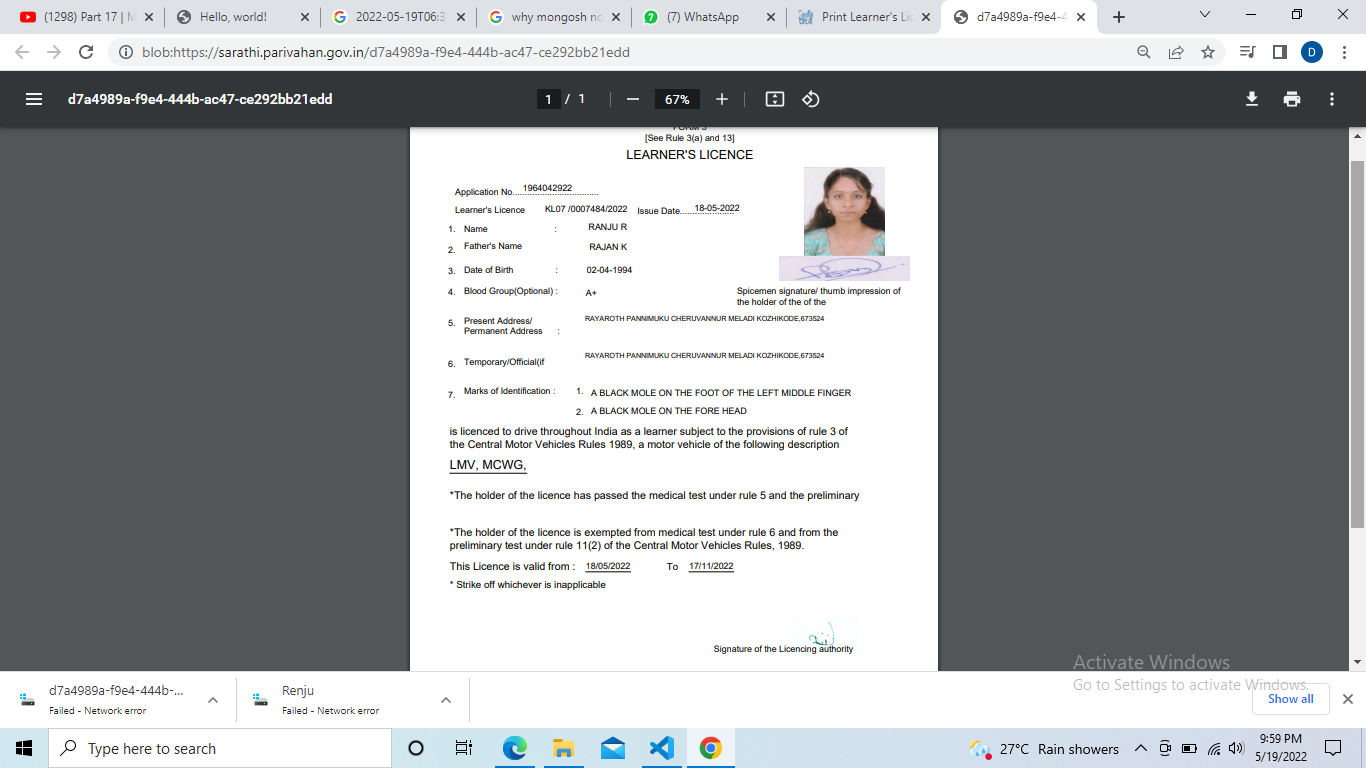 (1298) Part 17 | M
Hello, world!
2022-05-19T06:3
why mongosh no
(7) WhatsApp
Print Learner's Lic
d7a4989a-f9e4-4
blob:https://sarathi.parivahan.gov.in/d7a4989a-f9e4-444b-ac47-ce292bb21edd
D
d7a4989a-f9e4-444b-ac47-ce292bb21edd
1 / 1
67%
FORM 3
[See Rule 3(a) and 13]
LEARNER'S LICENCE
Application No. 1964042922
Learner's Licence KL07 /0007484/2022 Issue Date 18-05-2022
1. Name : RANJU R
2. Father's Name RAJAN K
3. Date of Birth : 02-04-1994
4. Blood Group(Optional) : A+
Spicemen signature/ thumb impression of
the holder of the of the
5. Present Address/
Permanent Address : RAYAROTH PANNIMUKU CHERUVANNUR MELADI KOZHIKODE,673524
6. Temporary/Official(if RAYAROTH PANNIMUKU CHERUVANNUR MELADI KOZHIKODE,673524
7. Marks of Identification : 1. A BLACK MOLE ON THE FOOT OF THE LEFT MIDDLE FINGER
2. A BLACK MOLE ON THE FORE HEAD
is licenced to drive throughout India as a learner subject to the provisions of rule 3 of
the Central Motor Vehicles Rules 1989, a motor vehicle of the following description
LMV, MCWG,
*The holder of the licence has passed the medical test under rule 5 and the preliminary
*The holder of the licence is exempted from medical test under rule 6 and from the
preliminary test under rule 11(2) of the Central Motor Vehicles Rules, 1989.
This Licence is valid from : 18/05/2022 To 17/11/2022
* Strike off whichever is inapplicable
Signature of the Licencing authority
Activate Windows
Go to Settings to activate Windows.
d7a4989a-f9e4-444b-...
Failed - Network error
Renju
Failed - Network error
Show all
Type here to search
27°C Rain showers
9:59 PM
5/19/2022